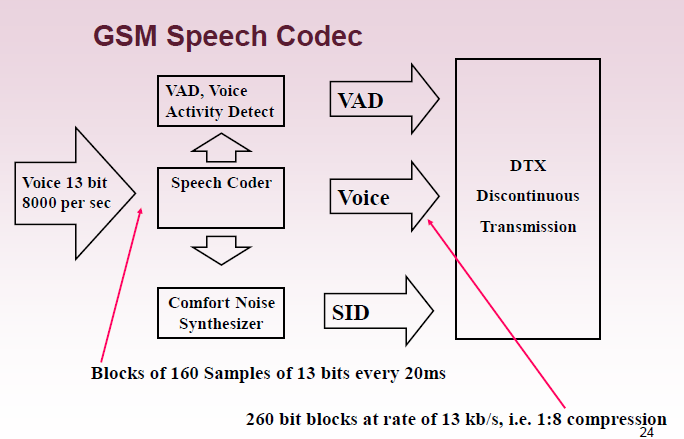 GSM Speech Codec
VAD, Voice
Activity Detect
VAD
Voice 13 bit
8000 per sec
Speech Coder
Voice
DTX
Discontinuous
Transmission
Comfort Noise
Synthesizer
SID
Blocks of 160 Samples of 13 bits every 20ms
260 bit blocks at rate of 13 kb/s, i.e. 1:8 compression
24